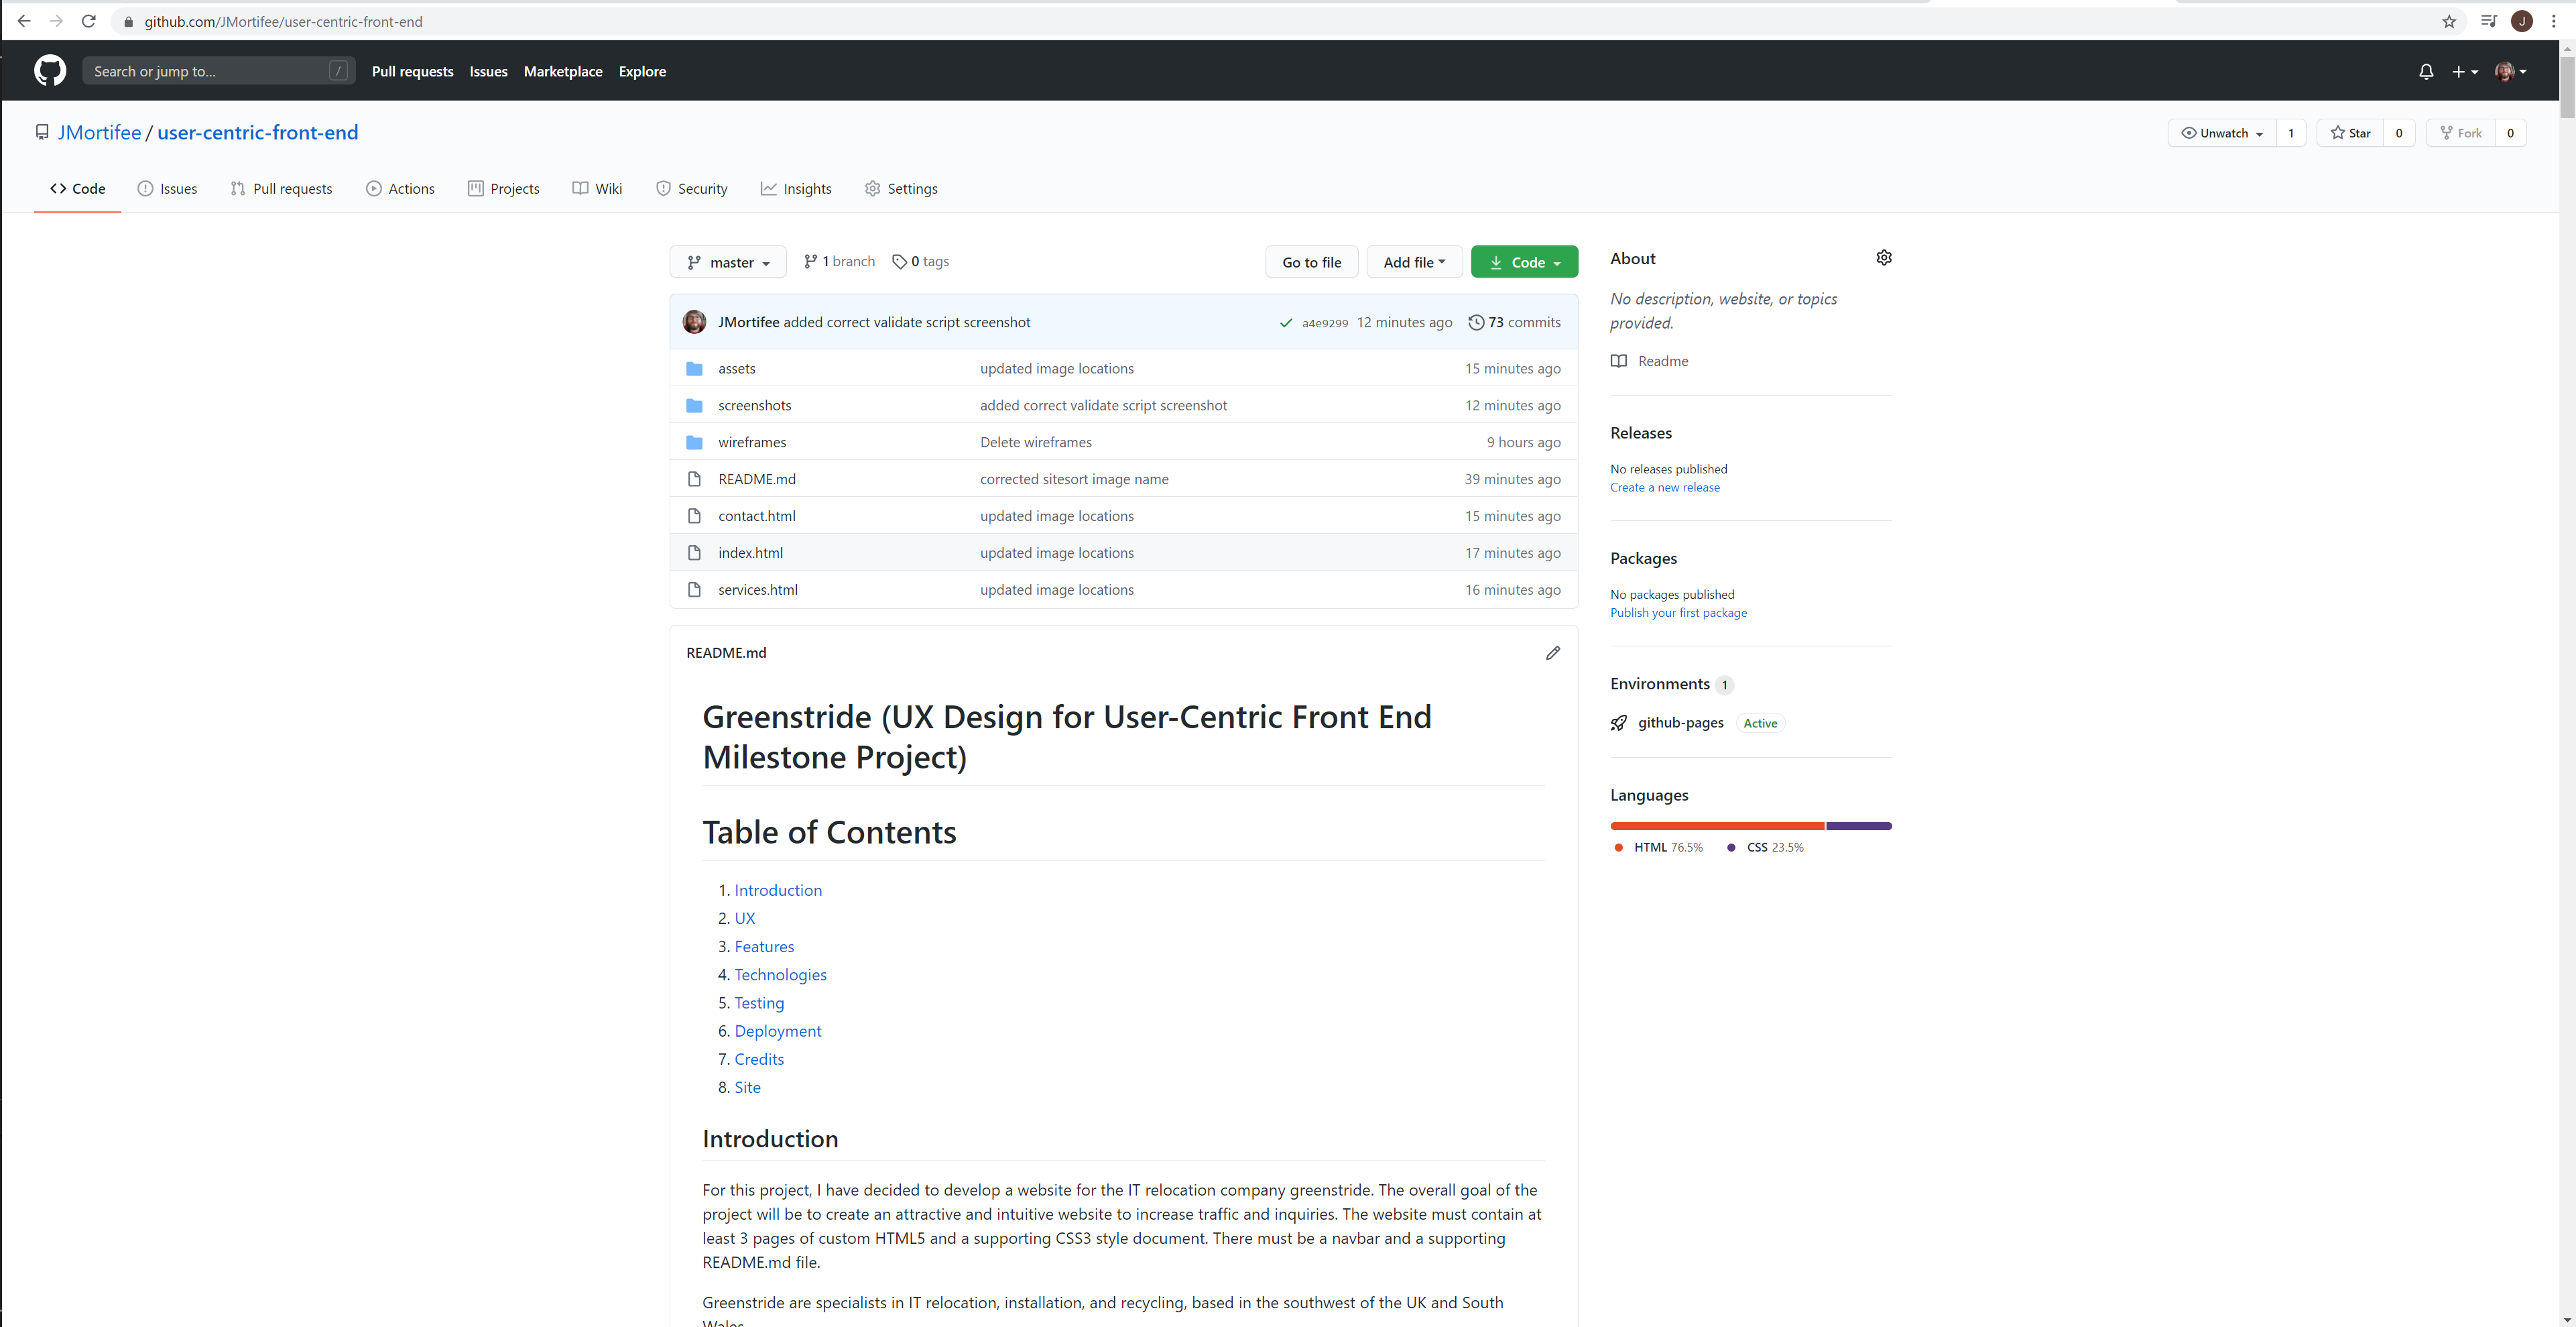 github.com/JMortifee/user-centric-front-end
J
Search or jump to... /
Pull requests Issues Marketplace Explore
JMortifee / user-centric-front-end
Unwatch 1 Star 0 Fork 0
Code Issues Pull requests Actions Projects Wiki Security Insights Settings
master 1 branch 0 tags Go to file Add file Code
JMortifee added correct validate script screenshot a4e9299 12 minutes ago 73 commits
assets updated image locations 15 minutes ago
screenshots added correct validate script screenshot 12 minutes ago
wireframes Delete wireframes 9 hours ago
README.md corrected sitesort image name 39 minutes ago
contact.html updated image locations 15 minutes ago
index.html updated image locations 17 minutes ago
services.html updated image locations 16 minutes ago
README.md
Greenstride (UX Design for User-Centric Front End
Milestone Project)
Table of Contents
1. Introduction
2. UX
3. Features
4. Technologies
5. Testing
6. Deployment
7. Credits
8. Site
Introduction
For this project, I have decided to develop a website for the IT relocation company greenstride. The overall goal of the
project will be to create an attractive and intuitive website to increase traffic and inquiries. The website must contain at
least 3 pages of custom HTML5 and a supporting CSS3 style document. There must be a navbar and a supporting
README.md file.
Greenstride are specialists in IT relocation, installation, and recycling, based in the southwest of the UK and South
Wales.
About
No description, website, or topics
provided.
Readme
Releases
No releases published
Create a new release
Packages
No packages published
Publish your first package
Environments 1
github-pages Active
Languages
HTML 76.5% CSS 23.5%